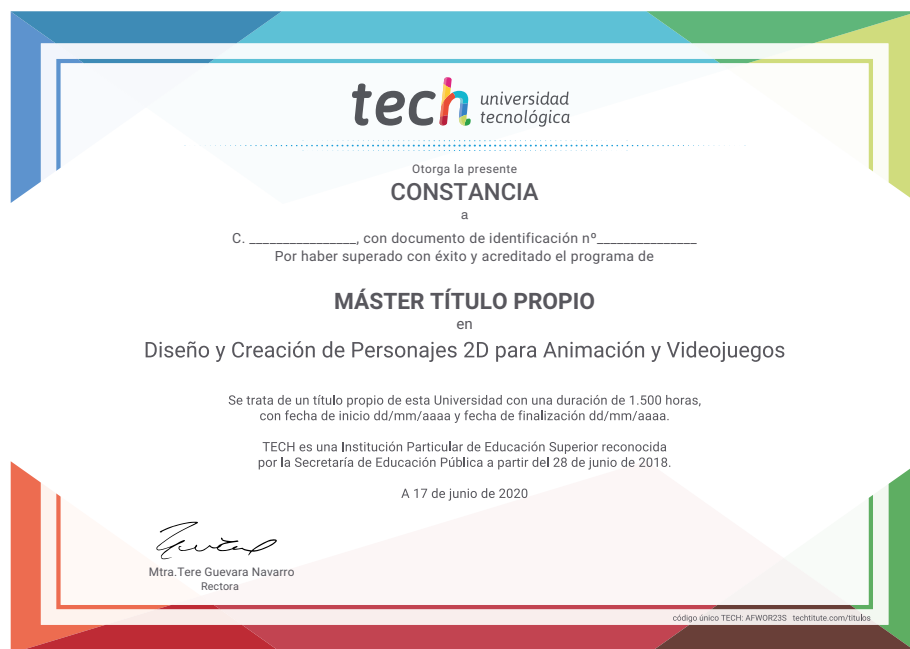 tech universidad
tecnológica
Otorga la presente
CONSTANCIA
a
C. ________________, con documento de identificación nº_______________
Por haber superado con éxito y acreditado el programa de
MÁSTER TÍTULO PROPIO
en
Diseño y Creación de Personajes 2D para Animación y Videojuegos
Se trata de un título propio de esta Universidad con una duración de 1.500 horas,
con fecha de inicio dd/mm/aaaa y fecha de finalización dd/mm/aaaa.
TECH es una Institución Particular de Educación Superior reconocida
por la Secretaría de Educación Pública a partir del 28 de junio de 2018.
A 17 de junio de 2020
Mtra.Tere Guevara Navarro
Rectora
código único TECH: AFWOR23S techtitute.com/titulos